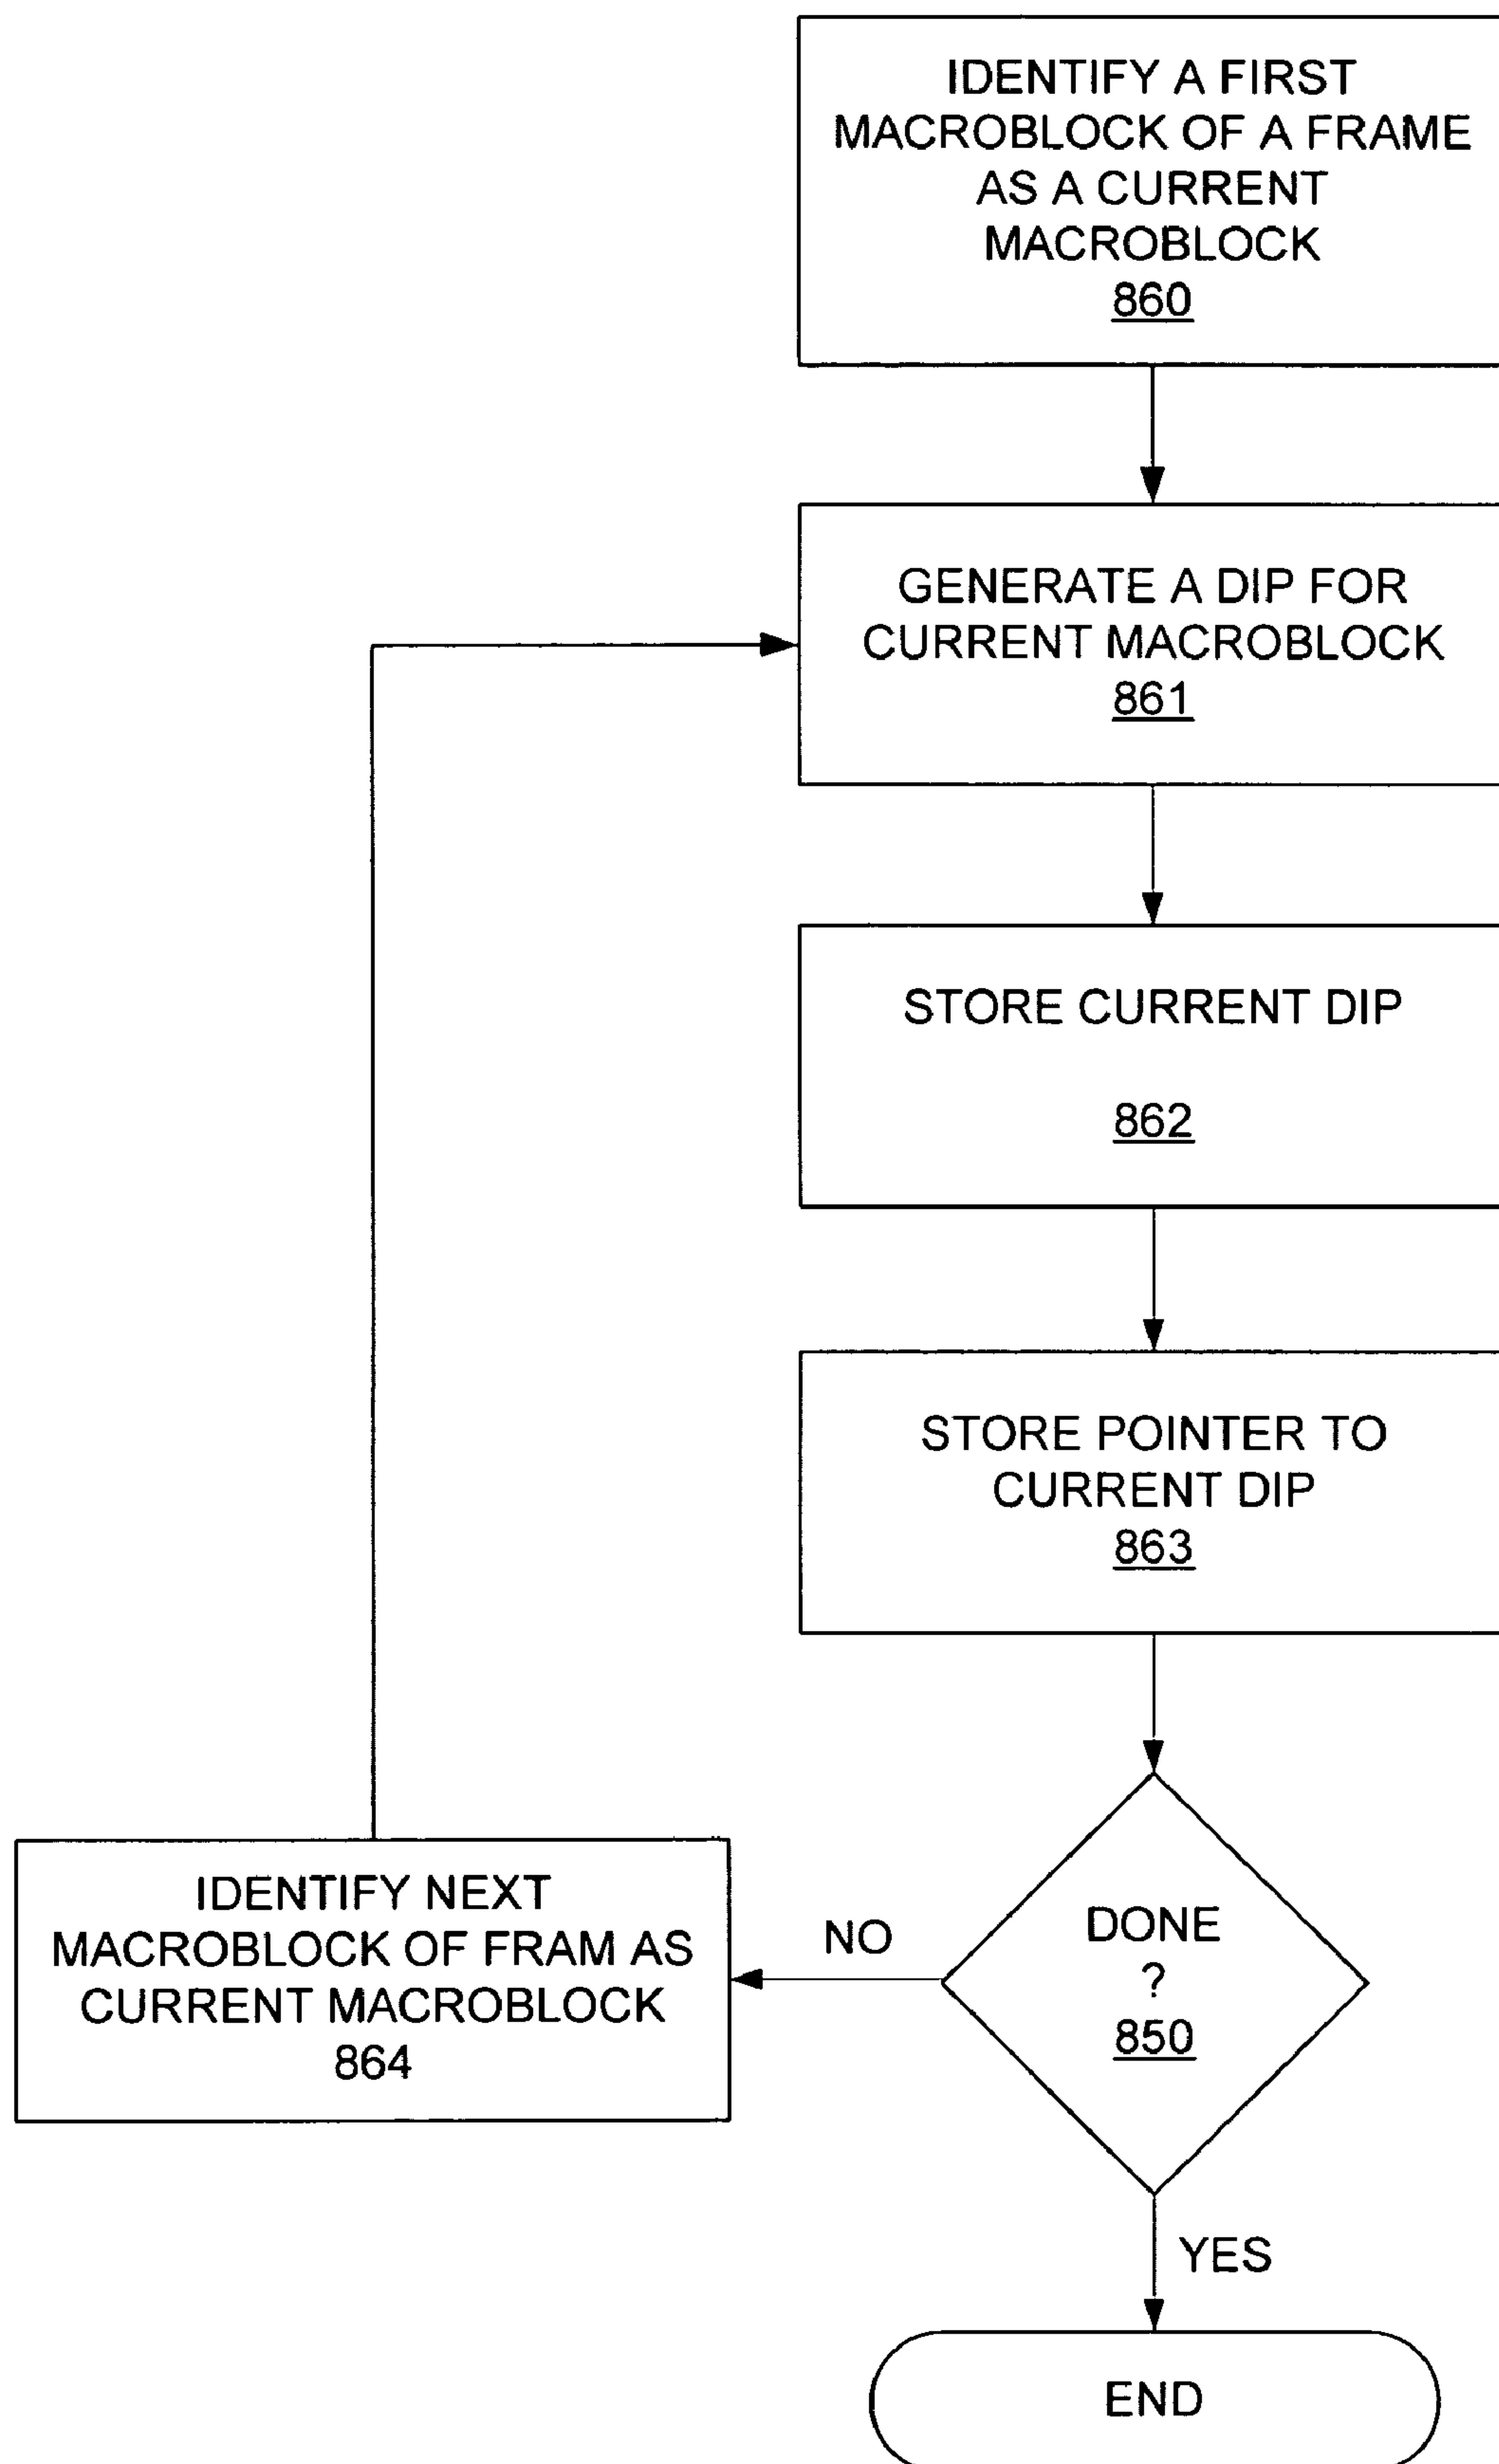 IDENTIFY A FIRST
MACROBLOCK OF A FRAME
AS A CURRENT
MACROBLOCK
860
GENERATE A DIP FOR
CURRENT MACROBLOCK
861
STORE CURRENT DIP
862
STORE POINTER TO
CURRENT DIP
863
DONE
?
850
NO
IDENTIFY NEXT
MACROBLOCK OF FRAM AS
CURRENT MACROBLOCK
864
YES
END